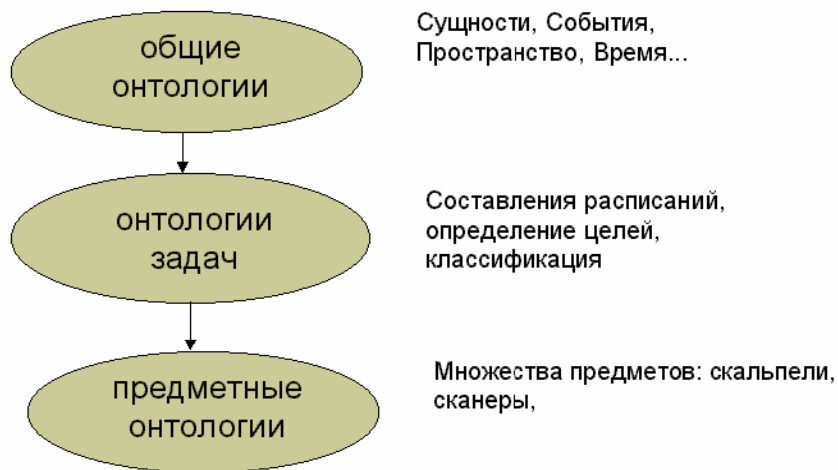 общие
онтологии
Сущности, События,
Пространство, Время...
онтологии
задач
Составления расписаний,
определение целей,
классификация
предметные
онтологии
Множества предметов: скальпели,
сканеры,